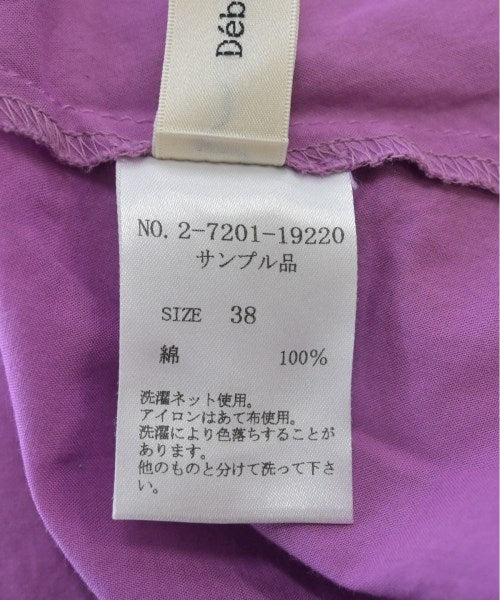 Déb
NO. 2-7201-19220
サンプル品
SIZE 38
綿 100%
洗濯ネット使用。
アイロンはあて布使用。
洗濯により色落ちすることが
あります。
他のものと分けて洗って下さ
い。